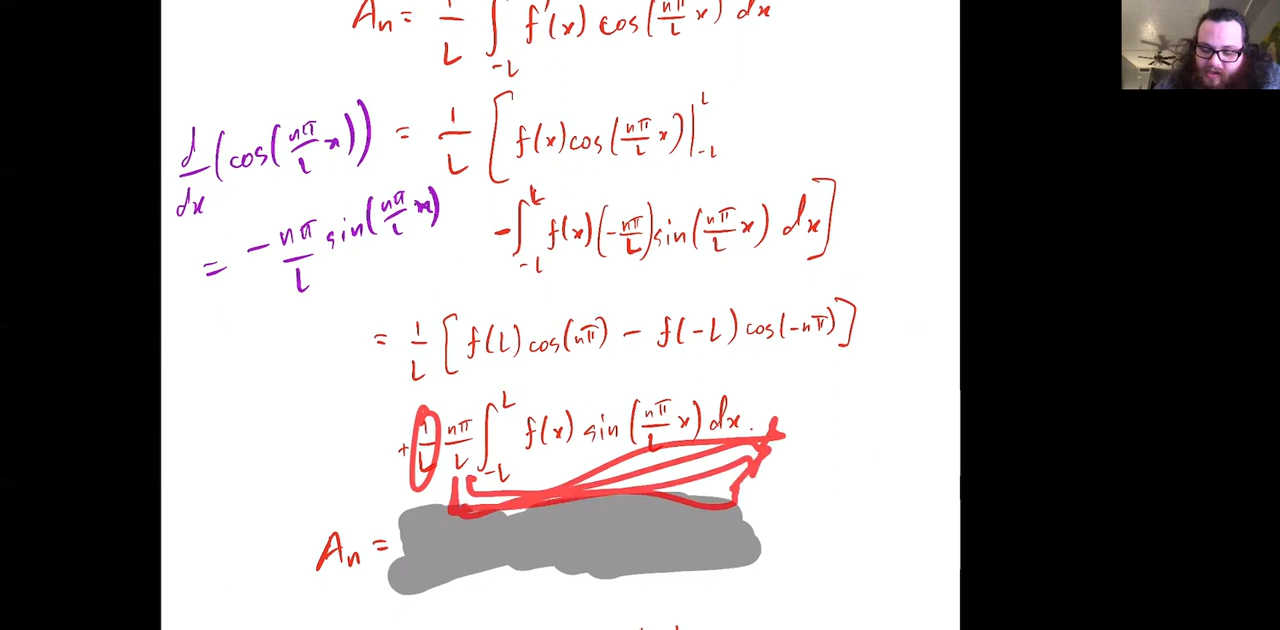 Aₙ = 1/L ∫_{-L} f'(x) cos(nπ/L x) dx
d/dx (cos(nπ/L x)) = 1/L [ f(x) cos(nπ/L x) |_{-L}^{L}
= -nπ/L sin(nπ/L x) - ∫_{-L}^{L} f(x) (-nπ/L) sin(nπ/L x) dx ]
= 1/L [ f(L) cos(nπ) - f(-L) cos(-nπ) ]
+ 1/L nπ/L ∫_{-L}^{L} f(x) sin(nπ/L x) dx.
Aₙ =